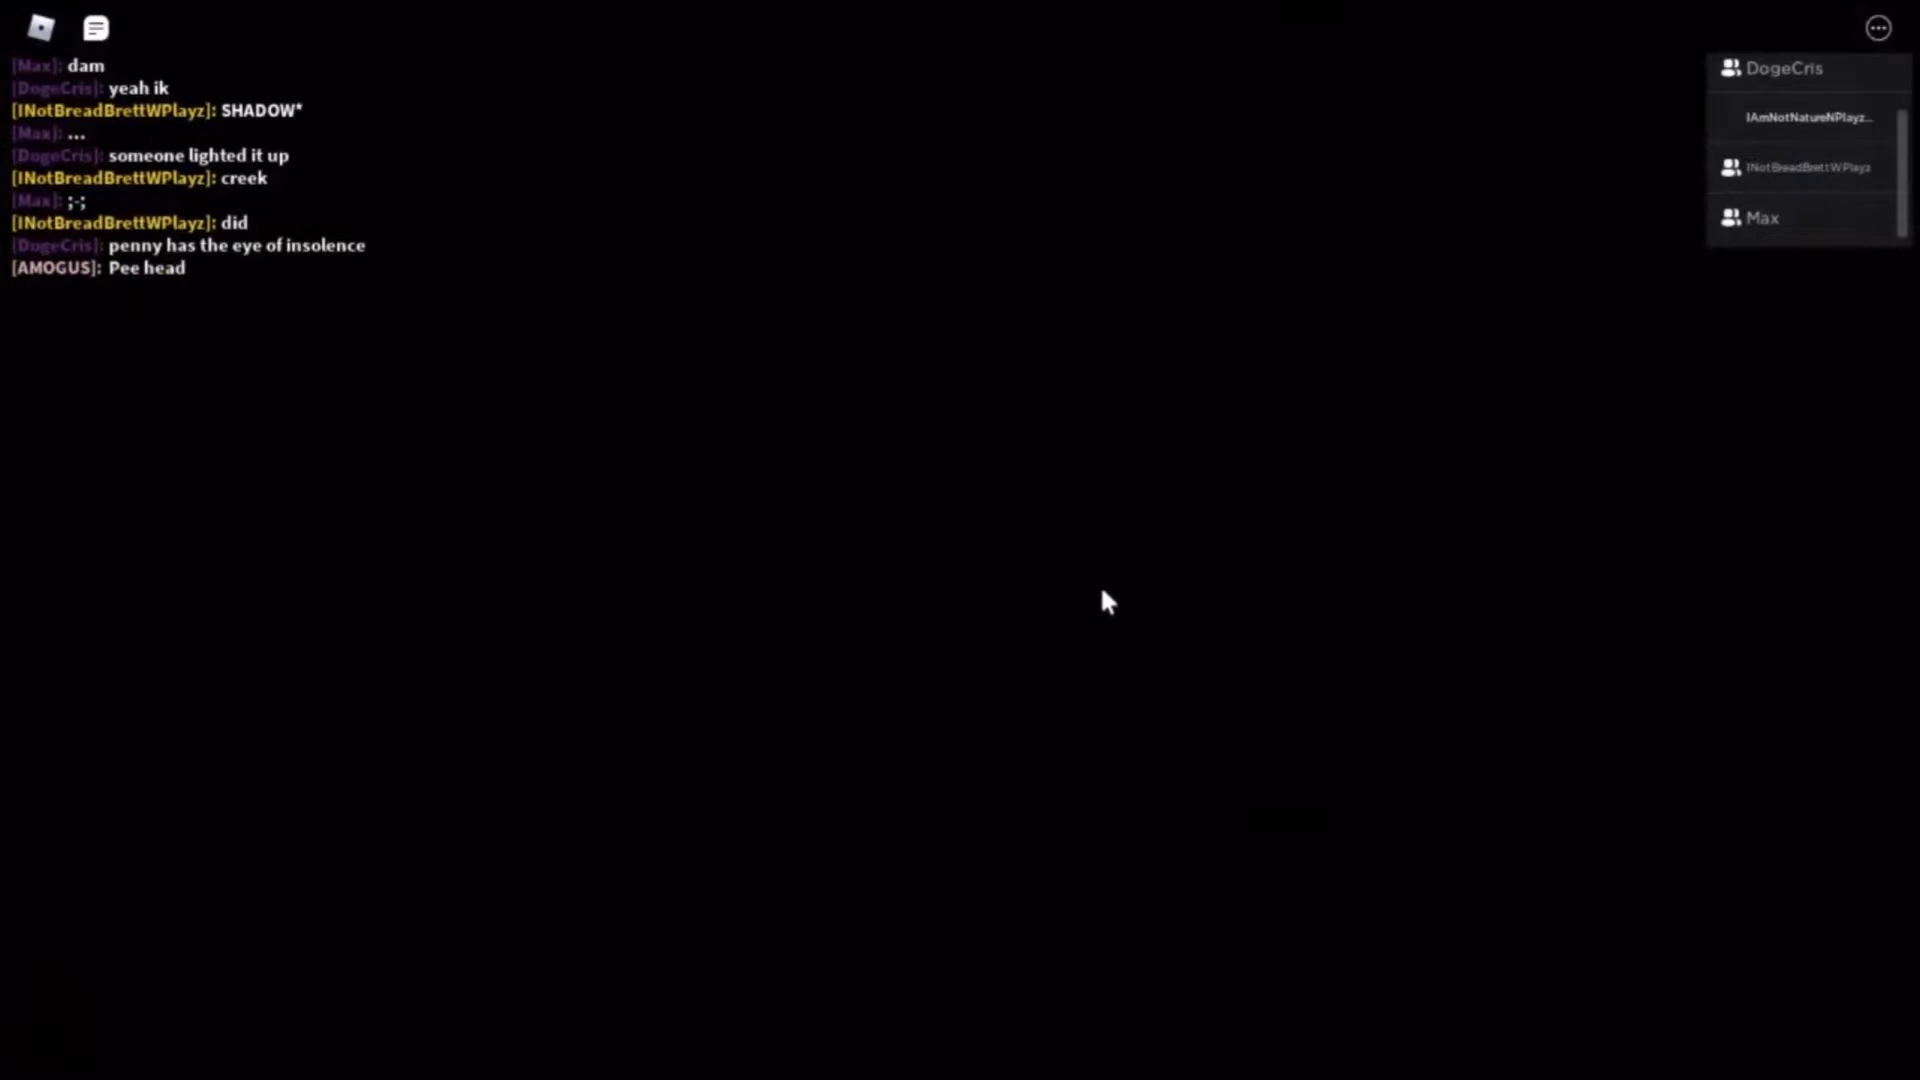 [Max]: dam
[DogeCris]: yeah ik
[INotBreadBrettWPlayz]: SHADOW*
[Max]: ...
[DogeCris]: someone lighted it up
[INotBreadBrettWPlayz]: creek
[Max]: ;-;
[INotBreadBrettWPlayz]: did
[DogeCris]: penny has the eye of insolence
[AMOGUS]: Pee head
DogeCris
IAmNotNatureNPlayz...
INotBreadBrettWPlayz
Max